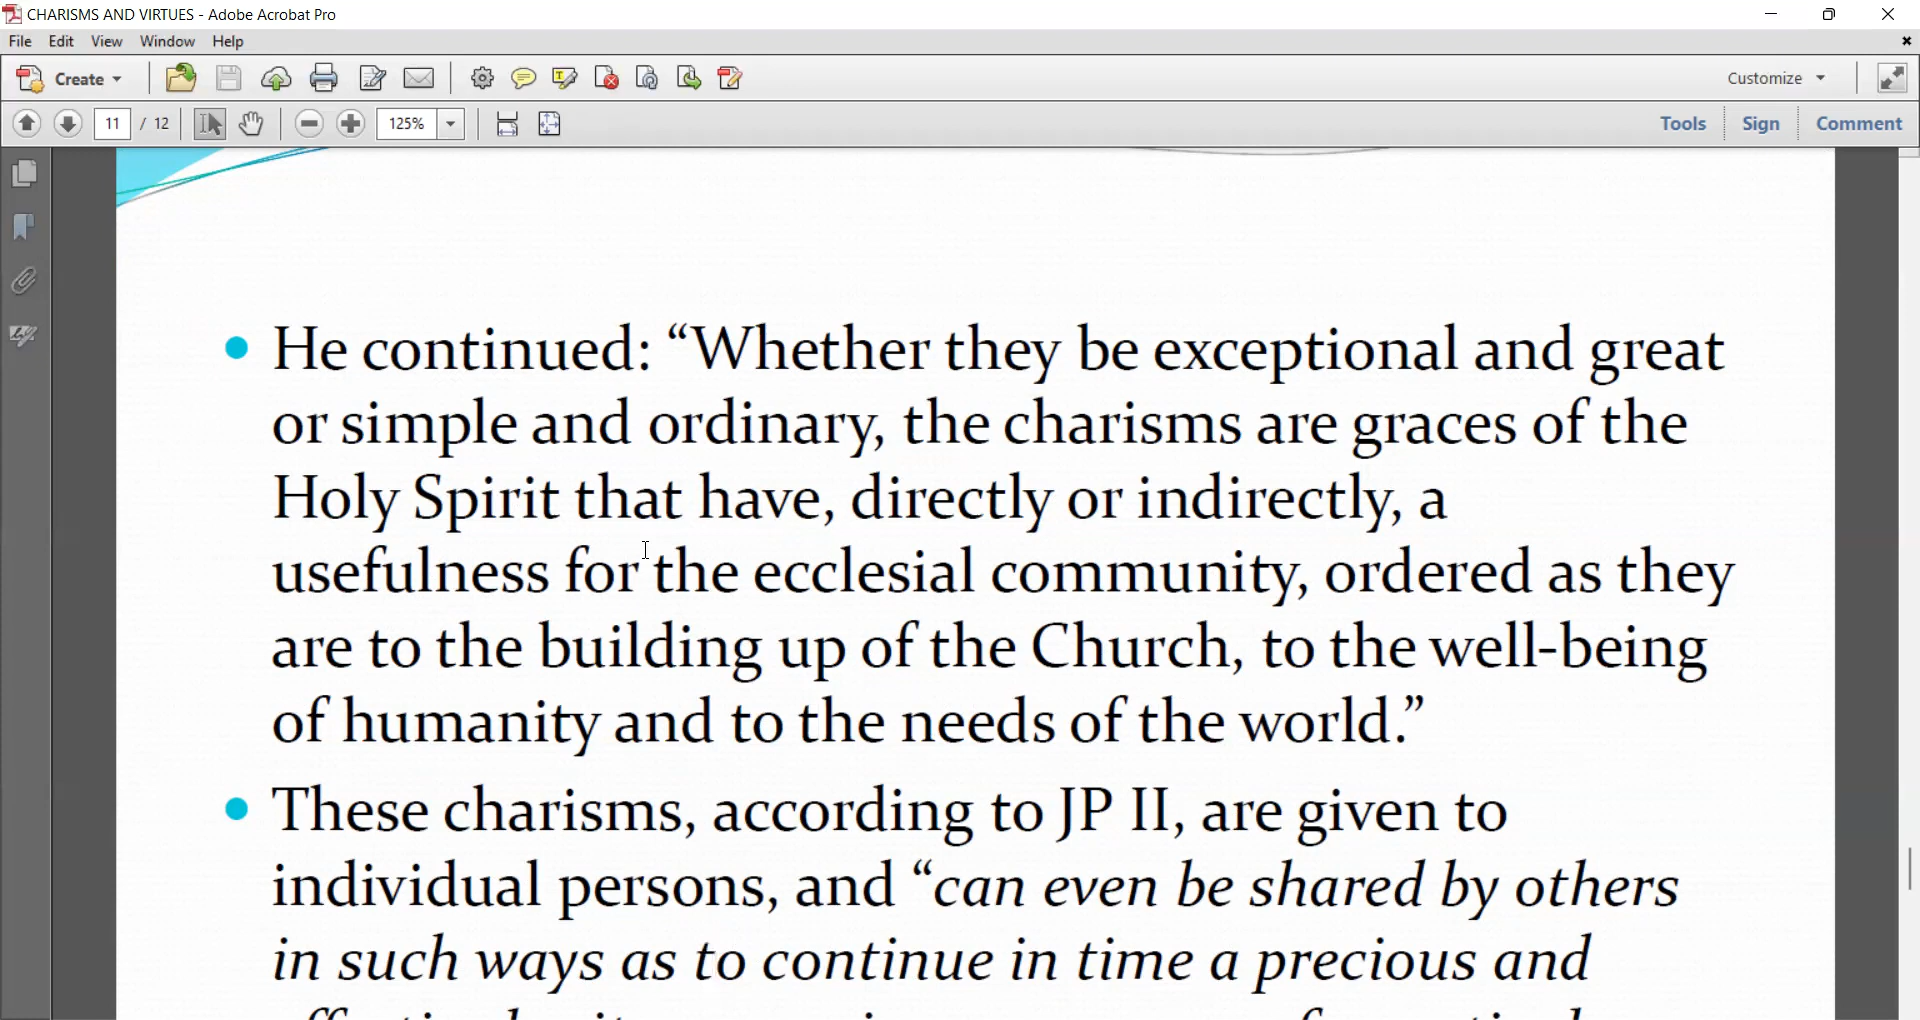 CHARISMS AND VIRTUES - Adobe Acrobat Pro
File Edit View Window Help
Create Customize
11 / 12 125% Tools Sign Comment
• He continued: “Whether they be exceptional and great
or simple and ordinary, the charisms are graces of the
Holy Spirit that have, directly or indirectly, a
usefulness for the ecclesial community, ordered as they
are to the building up of the Church, to the well-being
of humanity and to the needs of the world.”
• These charisms, according to JP II, are given to
individual persons, and “can even be shared by others
in such ways as to continue in time a precious and